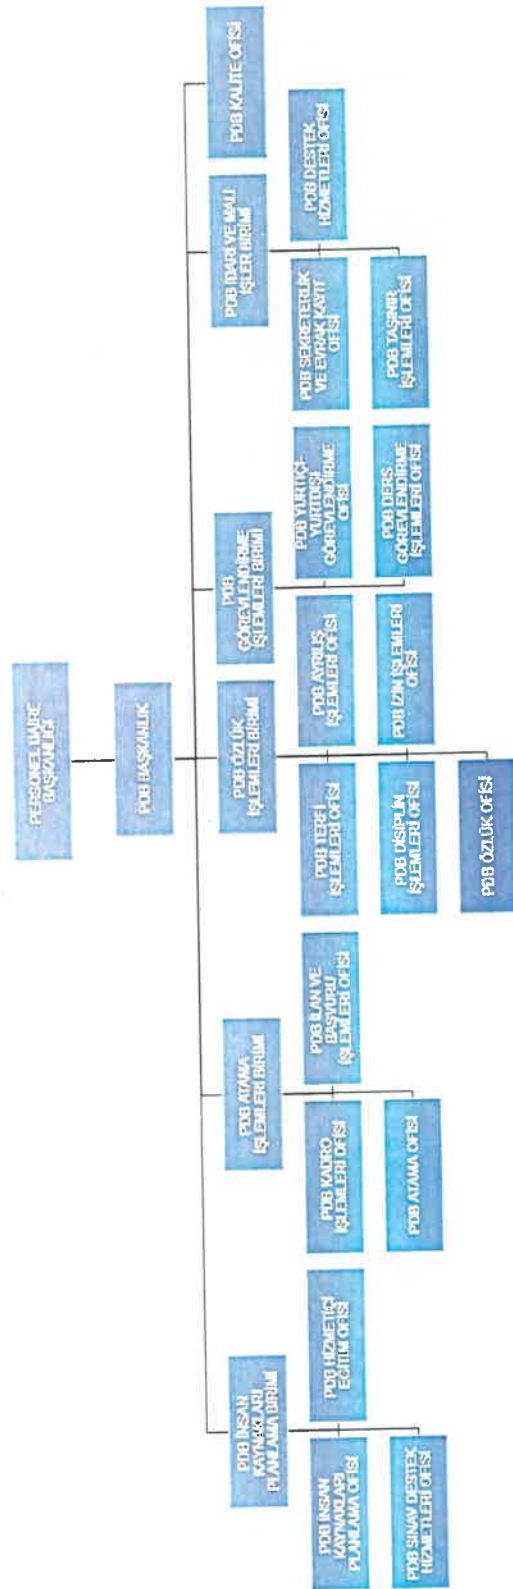 PERSONEL DAİRE
BAŞKANLIĞI
PDB BAŞKANLIK
PDB İNSAN
KAYNAKLARI
PLANLAMA BİRİMİ
PDB ATAMA
İŞLEMLERİ BİRİMİ
PDB ÖZLÜK
İŞLEMLERİ BİRİMİ
PDB
GÖREVLENDİRME
İŞLEMLERİ BİRİMİ
PDB İDARİ VE MALİ
İŞLER BİRİMİ
PDB KALİTE OFİSİ
PDB İNSAN
KAYNAKLARI
PLANLAMA OFİSİ
PDB HİZMETİÇİ
EĞİTİM OFİSİ
PDB KADRO
İŞLEMLERİ OFİSİ
PDB İLAN VE
BAŞVURU
İŞLEMLERİ OFİSİ
PDB TERFİ
İŞLEMLERİ OFİSİ
PDB AYRILIŞ
İŞLEMLERİ OFİSİ
PDB YURTİÇİ-
YURTDIŞI
GÖREVLENDİRME
OFİSİ
PDB SEKRETERLİK
VE EVRAK KAYIT
OFİSİ
PDB DESTEK
HİZMETLERİ OFİSİ
PDB SINAV DESTEK
HİZMETLERİ OFİSİ
PDB ATAMA OFİSİ
PDB DİSİPLİN
İŞLEMLERİ OFİSİ
PDB İZİN İŞLEMLERİ
OFİSİ
PDB DERS
GÖREVLENDİRME
İŞLEMLERİ OFİSİ
PDB TAŞINIR
İŞLEMLERİ OFİSİ
PDB ÖZLÜK OFİSİ